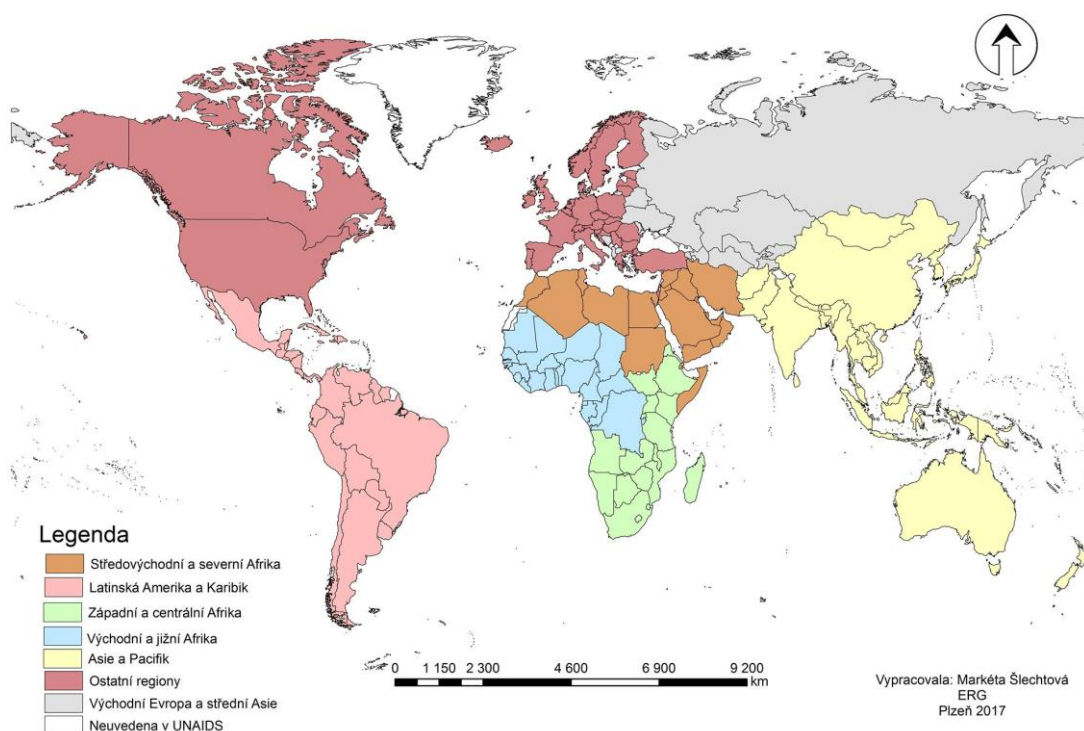 Legenda
Středovýchodní a severní Afrika
Latinská Amerika a Karibik
Západní a centrální Afrika
Východní a jižní Afrika
Asie a Pacifik
Ostatní regiony
Východní Evropa a střední Asie
Neuvedena v UNAIDS
0 1 150 2 300 4 600 6 900 9 200
km
Vypracovala: Markéta Šlechtová
ERG
Plzeň 2017